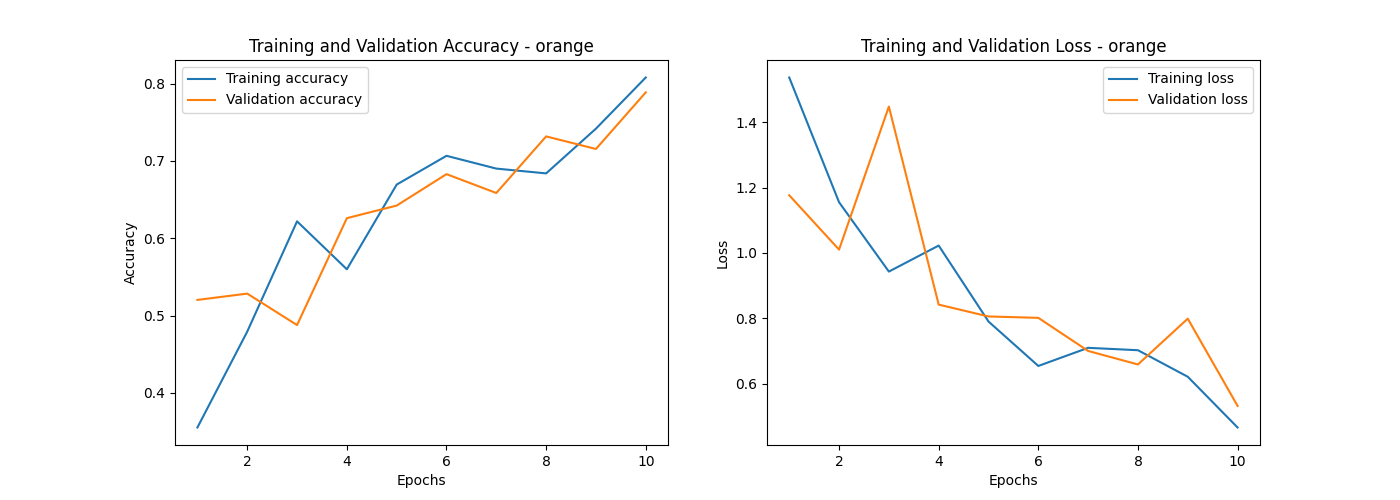 Training and Validation Accuracy - orange
Training accuracy
Validation accuracy
0.8
0.7
0.6
0.5
0.4
Accuracy
2 4 6 8 10
Epochs
Training and Validation Loss - orange
Training loss
Validation loss
1.4
1.2
1.0
0.8
0.6
Loss
2 4 6 8 10
Epochs